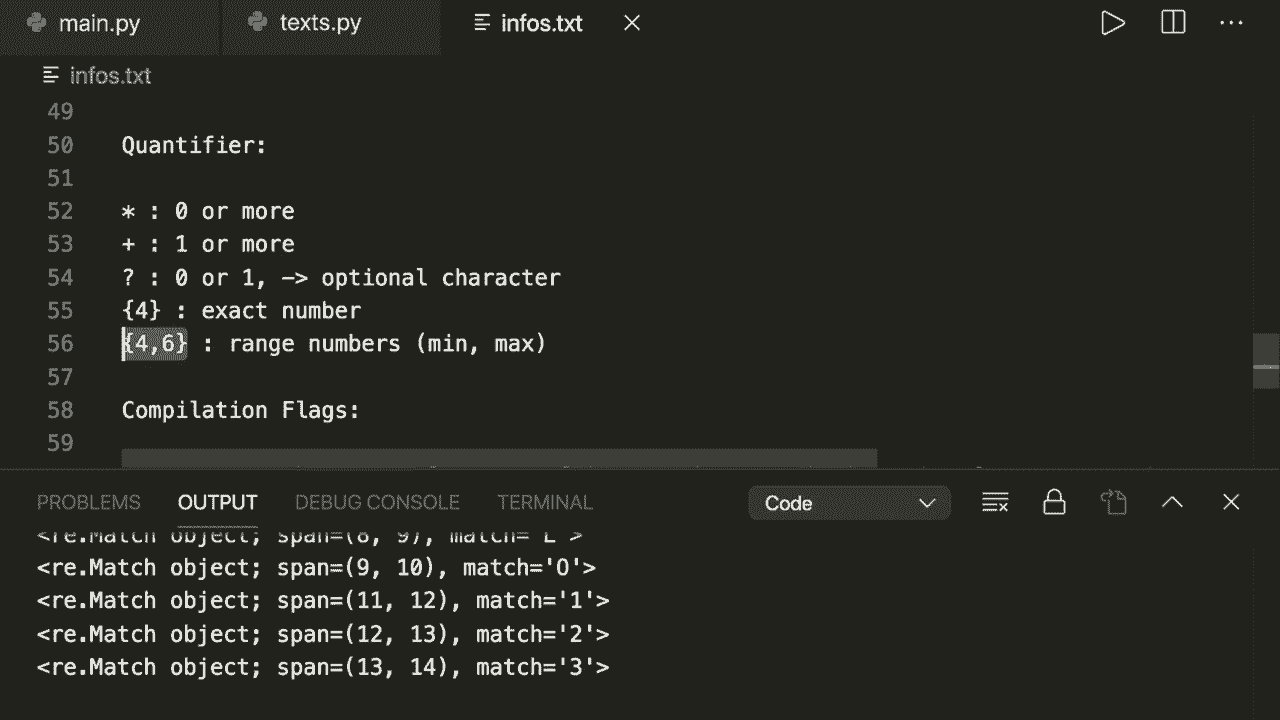 main.py texts.py infos.txt
infos.txt
49
50 Quantifier:
51
52 * : 0 or more
53 + : 1 or more
54 ? : 0 or 1, -> optional character
55 {4} : exact number
56 {4,6} : range numbers (min, max)
57
58 Compilation Flags:
59
PROBLEMS OUTPUT DEBUG CONSOLE TERMINAL Code
<re.Match object; span=(8, 9), match='L'>
<re.Match object; span=(9, 10), match='O'>
<re.Match object; span=(11, 12), match='1'>
<re.Match object; span=(12, 13), match='2'>
<re.Match object; span=(13, 14), match='3'>